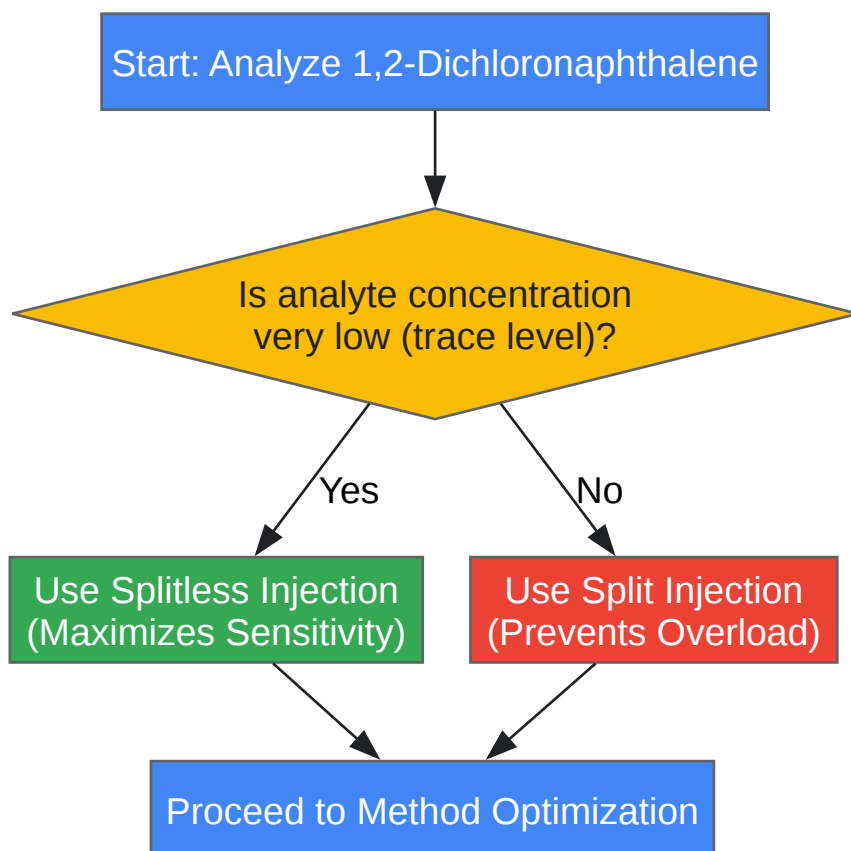 Start: Analyze 1,2-Dichloronaphthalene
Is analyte concentration
very low (trace level)?
Yes
No
Use Splitless Injection
(Maximizes Sensitivity)
Use Split Injection
(Prevents Overload)
Proceed to Method Optimization